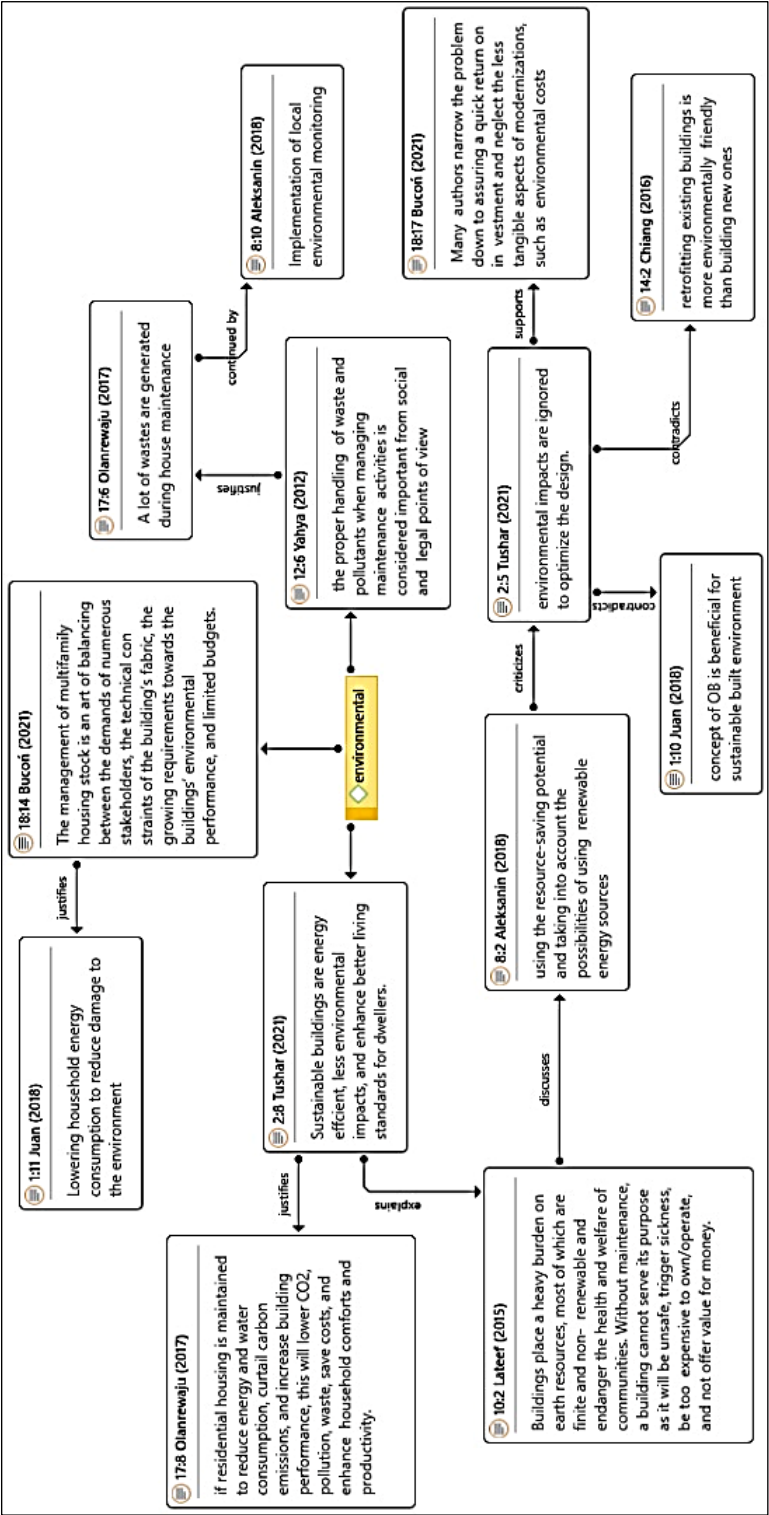 1:11 Juan (2018)
Lowering household energy
consumption to reduce damage to
the environment
justifies
18:14 Bucoń (2021)
The management of multifamily
housing stock is an art of balancing
between the demands of numerous
stakeholders, the technical con
straints of the building's fabric, the
growing requirements towards the
buildings' environmental
performance, and limited budgets.
17:6 Olanrewaju (2017)
A lot of wastes are generated
during house maintenance
continued by
8:10 Aleksanin (2018)
Implementation of local
environmental monitoring
17:8 Olanrewaju (2017)
if residential housing is maintained
to reduce energy and water
consumption, curtail carbon
emissions, and increase building
performance, this will lower CO2,
pollution, waste, save costs, and
enhance household comforts and
productivity.
justifies
2:8 Tushar (2021)
Sustainable buildings are energy
effcient, less environmental
impacts, and enhance better living
standards for dwellers.
explains
environmental
justifies
12:6 Yahya (2012)
the proper handling of waste and
pollutants when managing
maintenance activities is
considered important from social
and legal points of view
10:2 Lateef (2015)
Buildings place a heavy burden on
earth resources, most of which are
finite and non- renewable and
endanger the health and welfare of
communities. Without maintenance,
a building cannot serve its purpose
as it will be unsafe, trigger sickness,
be too expensive to own/operate,
and not offer value for money.
discusses
8:2 Aleksanin (2018)
using the resource-saving potential
and taking into account the
possibilities of using renewable
energy sources
criticizes
2:5 Tushar (2021)
environmental impacts are ignored
to optimize the design.
supports
18:17 Bucoń (2021)
Many authors narrow the problem
down to assuring a quick return on
in vestment and neglect the less
tangible aspects of modernizations,
such as environmental costs
contradicts
1:10 Juan (2018)
concept of OB is beneficial for
sustainable built environment
contradicts
14:2 Chiang (2016)
retrofitting existing buildings is
more environmentally friendly
than building new ones